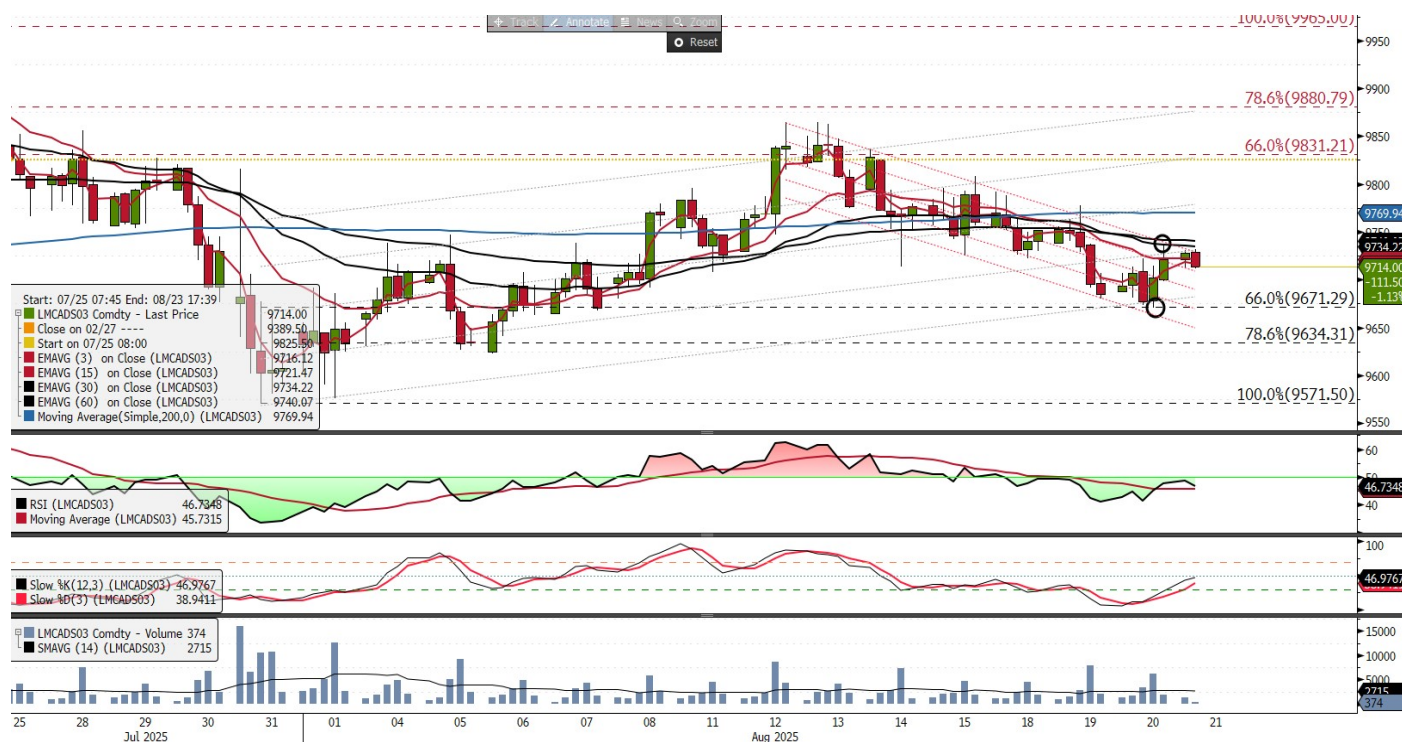 Track Annotate News Zoom
Reset
100.0%(9965.00)
9950
9900
78.6%(9880.79)
9850
66.0%(9831.21)
9800
9769.94
9750
9734.22
9714.00
-111.50
-1.13%
66.0%(9671.29)
9650
78.6%(9634.31)
9600
100.0%(9571.50)
9550
Start: 07/25 07:45 End: 08/23 17:39
LMCADS03 Comdty - Last Price 9714.00
Close on 02/27 ---- 9389.50
Start on 07/25 08:00 9825.50
EMAVG (3) on Close (LMCADS03) 9716.12
EMAVG (15) on Close (LMCADS03) 9721.47
EMAVG (30) on Close (LMCADS03) 9734.22
EMAVG (60) on Close (LMCADS03) 9740.07
Moving Average(Simple,200,0) (LMCADS03) 9769.94
60
50
46.7348
40
RSI (LMCADS03) 46.7348
Moving Average (LMCADS03) 45.7315
100
46.9767
Slow %K(12,3) (LMCADS03) 46.9767
Slow %D(3) (LMCADS03) 38.9411
LMCADS03 Comdty - Volume 374
SMAVG (14) (LMCADS03) 2715
15000
10000
5000
2715
374
25 28 29 30 31 01 04 05 06 07 08 11 12 13 14 15 18 19 20 21
Jul 2025 Aug 2025